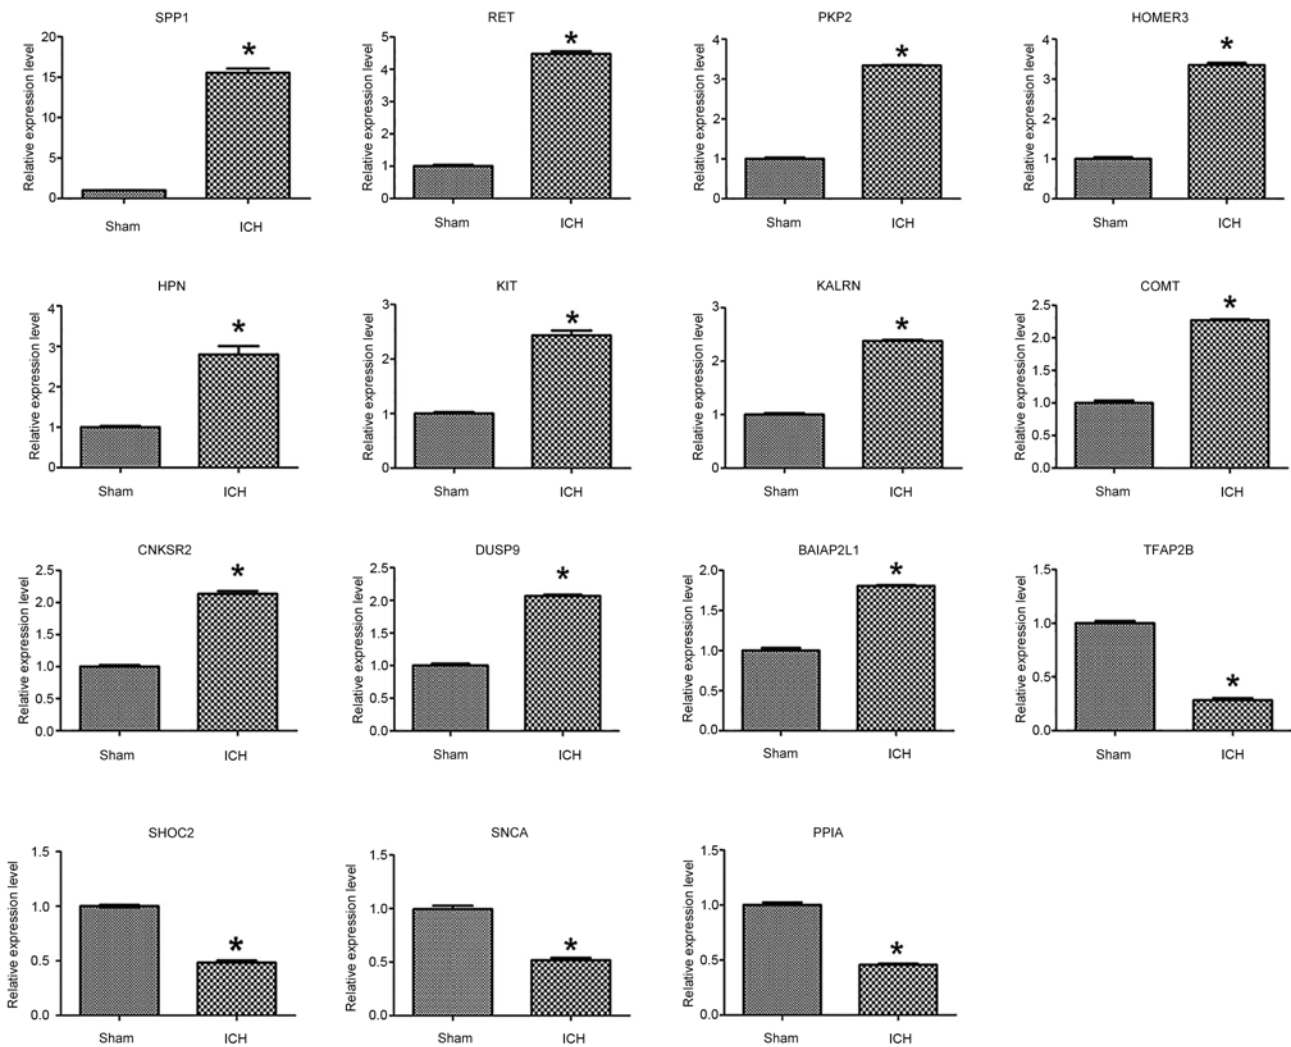 SPP1
Relative expression level
20
15
10
5
0
*
Sham ICH
RET
Relative expression level
5
4
3
2
1
0
*
Sham ICH
PKP2
Relative expression level
4
3
2
1
0
*
Sham ICH
HOMER3
Relative expression level
4
3
2
1
0
*
Sham ICH
HPN
Relative expression level
4
3
2
1
0
*
Sham ICH
KIT
Relative expression level
3
2
1
0
*
Sham ICH
KALRN
Relative expression level
3
2
1
0
*
Sham ICH
COMT
Relative expression level
2.5
2.0
1.5
1.0
0.5
0.0
*
Sham ICH
CNKSR2
Relative expression level
2.5
2.0
1.5
1.0
0.5
0.0
*
Sham ICH
DUSP9
Relative expression level
2.5
2.0
1.5
1.0
0.5
0.0
*
Sham ICH
BAIAP2L1
Relative expression level
2.0
1.5
1.0
0.5
0.0
*
Sham ICH
TFAP2B
Relative expression level
1.5
1.0
0.5
0.0
*
Sham ICH
SHOC2
Relative expression level
1.5
1.0
0.5
0.0
*
Sham ICH
SNCA
Relative expression level
1.5
1.0
0.5
0.0
*
Sham ICH
PPIA
Relative expression level
1.5
1.0
0.5
0.0
*
Sham ICH